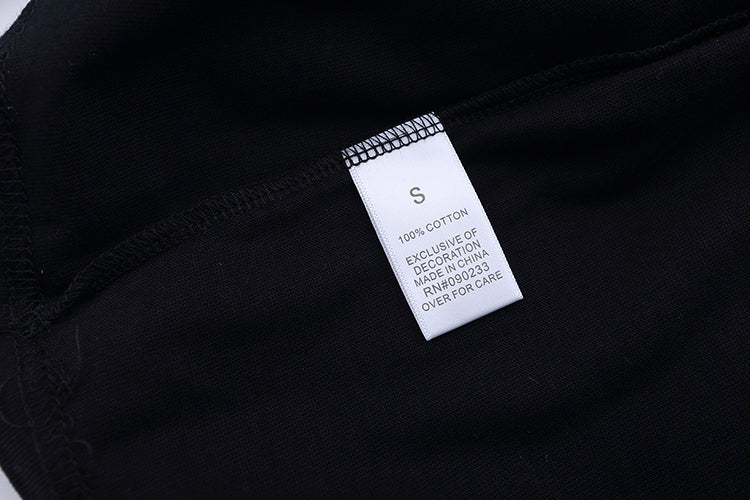 S
100% COTTON
EXCLUSIVE OF
DECORATION
MADE IN CHINA
RN#090233
OVER FOR CARE